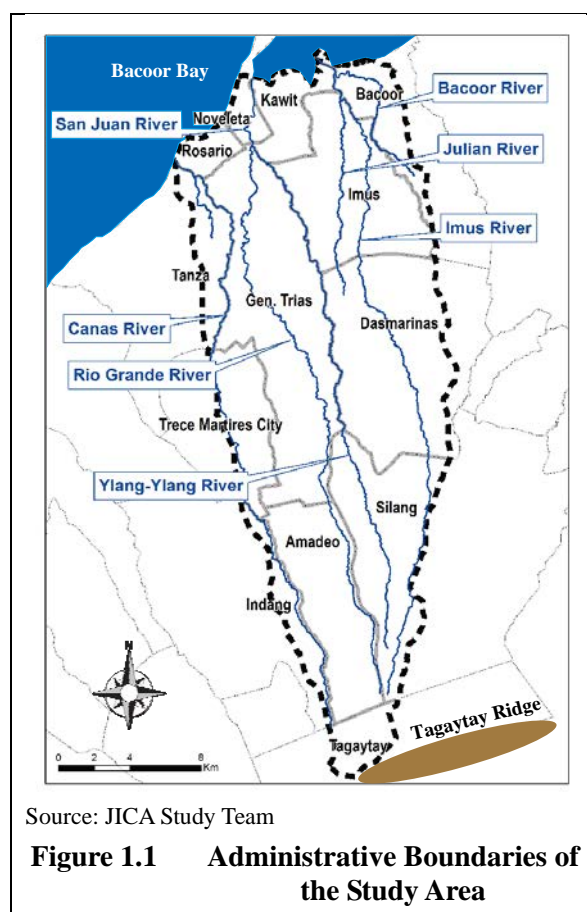 Bacoor Bay
Bacoor River
Kawit
Bacoor
San Juan River
Noveleta
Rosario
Julian River
Imus
Imus River
Tanza
Gen. Trias
Canas River
Dasmarinas
Rio Grande River
Trece Martires City
Ylang-Ylang River
Silang
Amadeo
Indang
N
Tagaytay Ridge
Tagaytay
0 2 4 8
Km
Source: JICA Study Team
Figure 1.1 Administrative Boundaries of
the Study Area